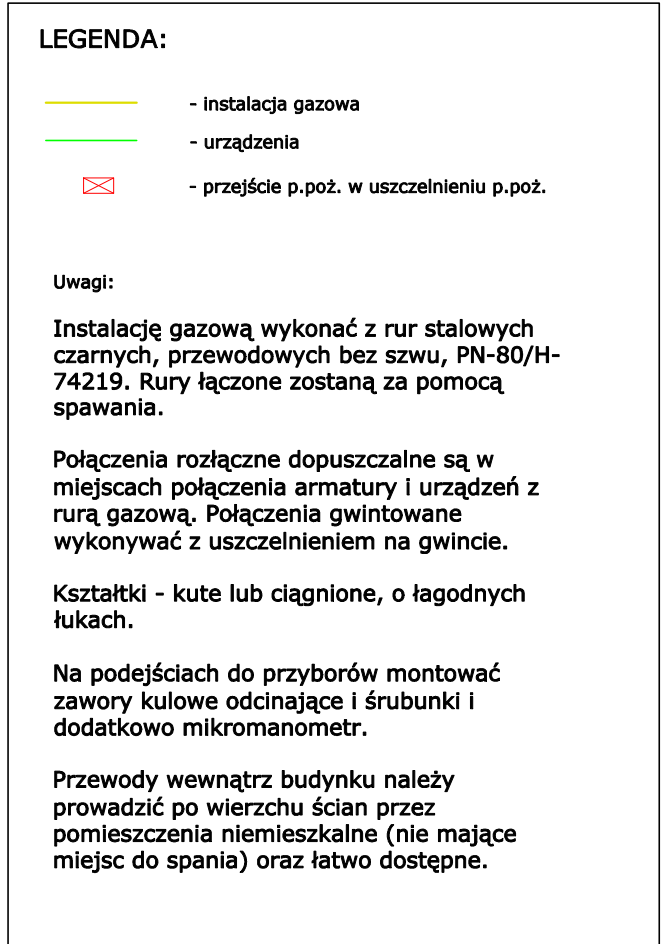 LEGENDA:
- instalacja gazowa
- urządzenia
- przejście p.poż. w uszczelnieniu p.poż.
Uwagi:
Instalację gazową wykonać z rur stalowych
czarnych, przewodowych bez szwu, PN-80/H-
74219. Rury łączone zostaną za pomocą
spawania.
Połączenia rozłączne dopuszczalne są w
miejscach połączenia armatury i urządzeń z
rurą gazową. Połączenia gwintowane
wykonywać z uszczelnieniem na gwincie.
Kształtki - kute lub ciągnione, o łagodnych
łukach.
Na podejściach do przyborów montować
zawory kulowe odcinające i śrubunki i
dodatkowo mikromanometr.
Przewody wewnątrz budynku należy
prowadzić po wierzchu ścian przez
pomieszczenia niemieszkalne (nie mające
miejsc do spania) oraz łatwo dostępne.